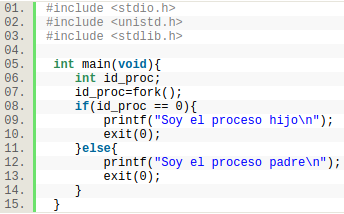 01. #include <stdio.h>
02. #include <unistd.h>
03. #include <stdlib.h>
04.
05. int main(void){
06. int id_proc;
07. id_proc=fork();
08. if(id_proc == 0){
09. printf("Soy el proceso hijo\n");
10. exit(0);
11. }else{
12. printf("Soy el proceso padre\n");
13. exit(0);
14. }
15. }